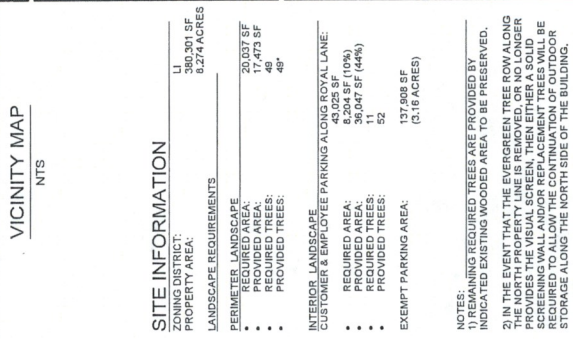 VICINITY MAP
NTS
SITE INFORMATION
ZONING DISTRICT: LI
PROPERTY AREA: 380,301 SF
8,274 ACRES
LANDSCAPE REQUIREMENTS
PERIMETER LANDSCAPE
• REQUIRED AREA: 20,037 SF
• PROVIDED AREA: 17,473 SF
• REQUIRED TREES: 49
• PROVIDED TREES: 49*
INTERIOR LANDSCAPE
CUSTOMER & EMPLOYEE PARKING ALONG ROYAL LANE:
43,025 SF
• REQUIRED AREA: 8,204 SF (10%)
• PROVIDED AREA: 36,047 SF (44%)
• REQUIRED TREES: 11
• PROVIDED TREES: 52
EXEMPT PARKING AREA: 137,908 SF
(3,16 ACRES)
NOTES:
1) REMAINING REQUIRED TREES ARE PROVIDED BY
INDICATED EXISTING WOODED AREA TO BE PRESERVED.
2) IN THE EVENT THAT THE EVERGREEN TREE ROW ALONG
THE NORTH PROPERTY LINE IS REMOVED, OR NO LONGER
PROVIDES THE VISUAL SCREEN, THEN EITHER A SOLID
SCREENING WALL AND/OR REPLACEMENT TREES WILL BE
REQUIRED TO ALLOW THE CONTINUATION OF OUTDOOR
STORAGE ALONG THE NORTH SIDE OF THE BUILDING.